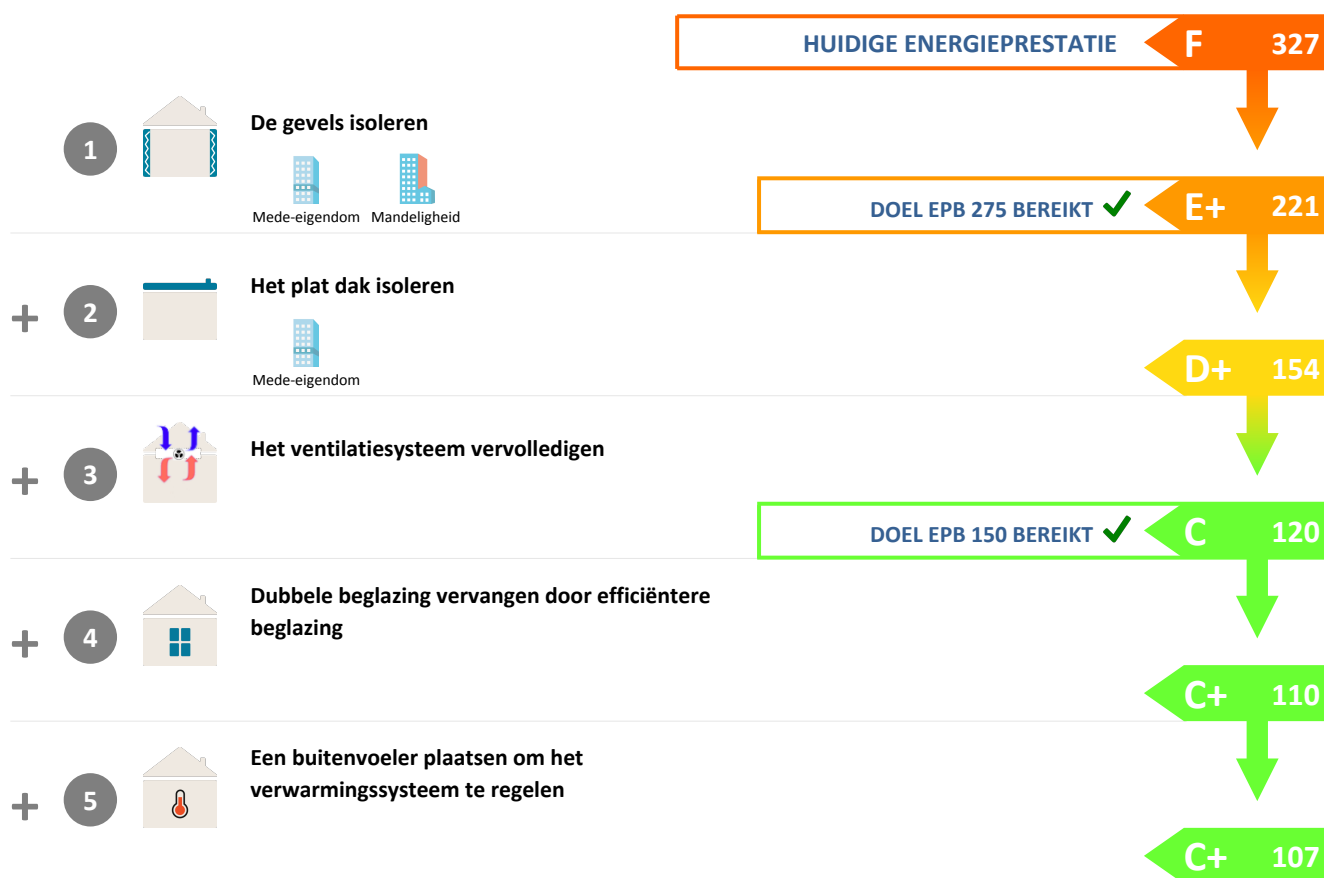 HUIDIGE ENERGIEPRESTATIE F 327
1 De gevels isoleren
Mede-eigendom Mandeligheid
DOEL EPB 275 BEREIKT ✔ E+ 221
+ 2 Het plat dak isoleren
Mede-eigendom
D+ 154
+ 3 Het ventilatiesysteem vervolledigen
DOEL EPB 150 BEREIKT ✔ C 120
+ 4 Dubbele beglazing vervangen door efficiëntere
beglazing
C+ 110
+ 5 Een buitenvoeler plaatsen om het
verwarmingssysteem te regelen
C+ 107